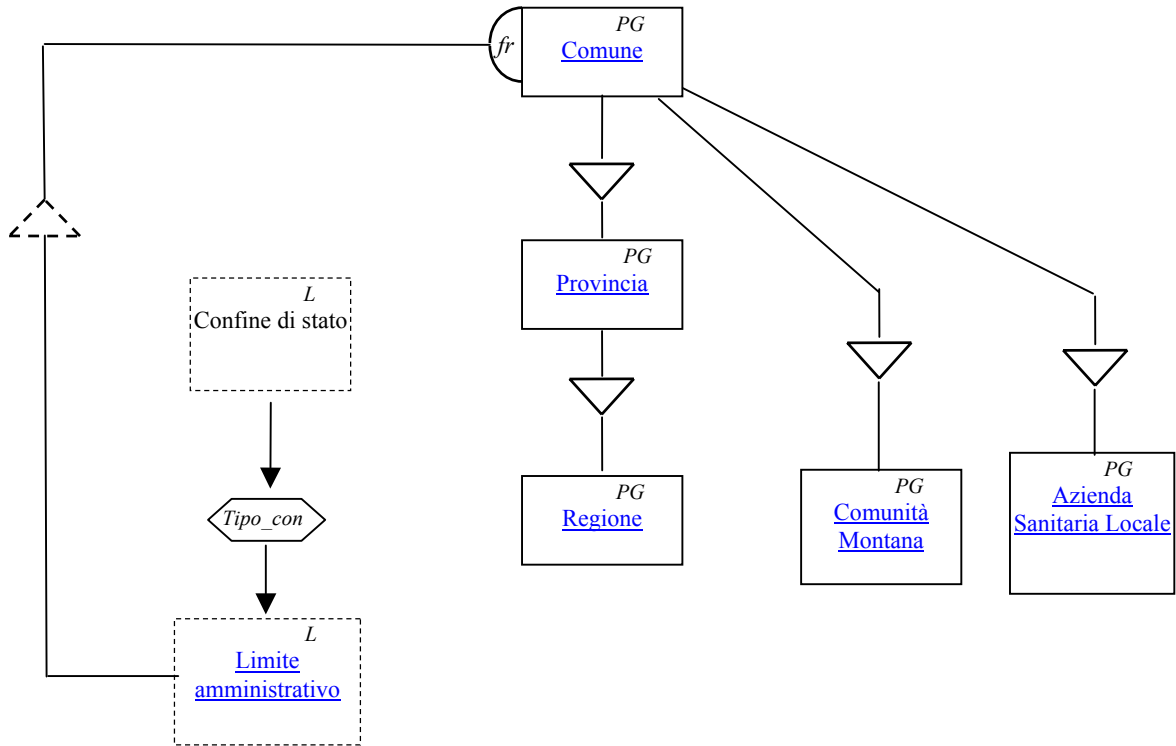 PG
Comune
fr
PG
Provincia
L
Confine di stato
PG
Regione
PG
Comunità
Montana
PG
Azienda
Sanitaria Locale
Tipo_con
L
Limite
amministrativo